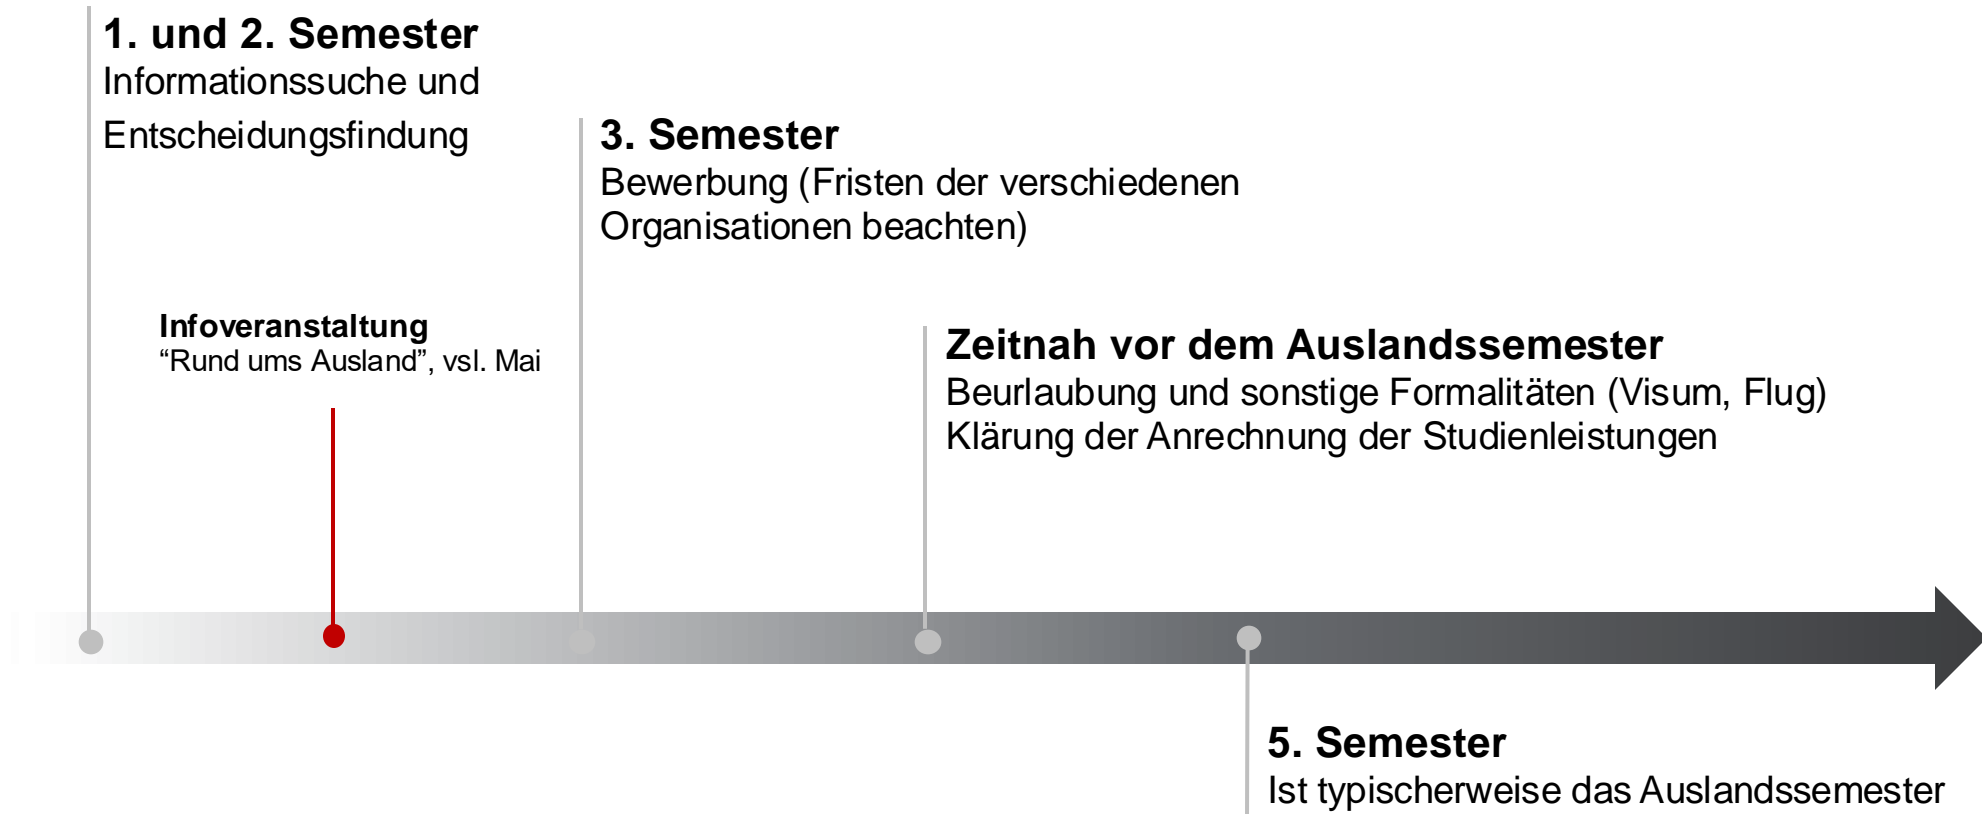 1. und 2. Semester
Informationssuche und
Entscheidungsfindung
3. Semester
Bewerbung (Fristen der verschiedenen
Organisationen beachten)
Infoveranstaltung
“Rund ums Ausland”, vsl. Mai
Zeitnah vor dem Auslandssemester
Beurlaubung und sonstige Formalitäten (Visum, Flug)
Klärung der Anrechnung der Studienleistungen
5. Semester
Ist typischerweise das Auslandssemester